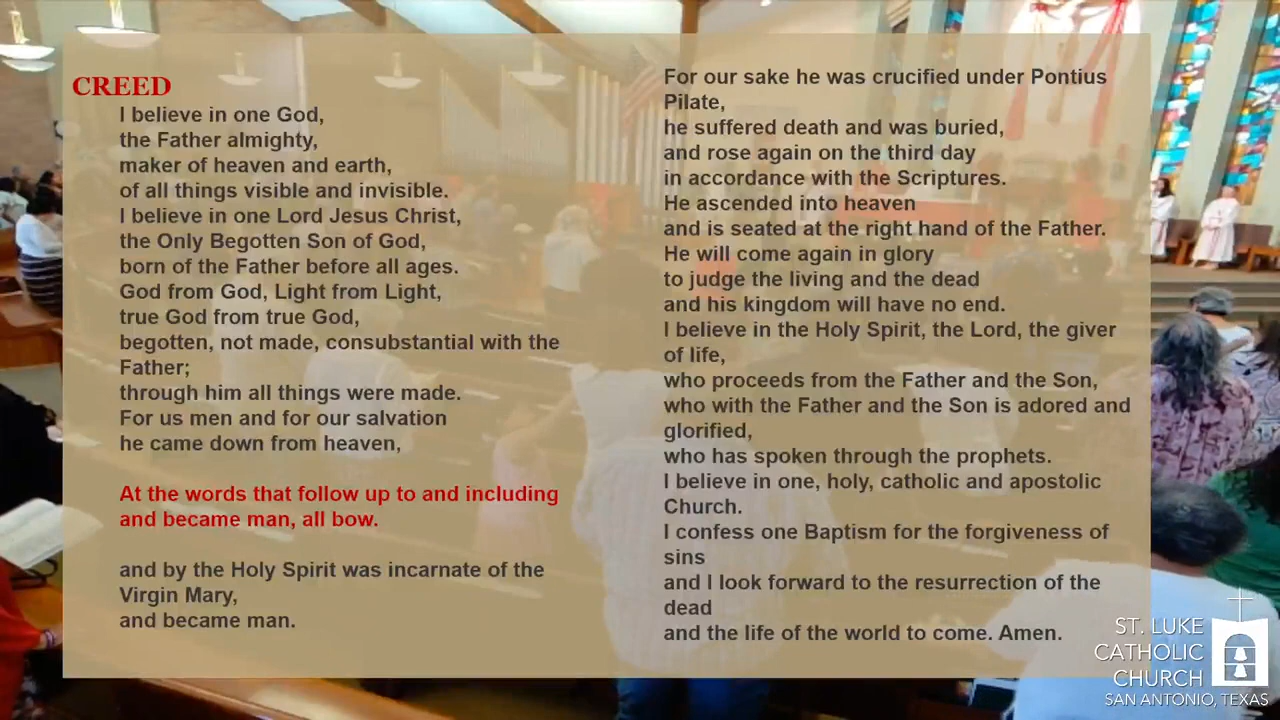 CREED
I believe in one God,
the Father almighty,
maker of heaven and earth,
of all things visible and invisible.
I believe in one Lord Jesus Christ,
the Only Begotten Son of God,
born of the Father before all ages.
God from God, Light from Light,
true God from true God,
begotten, not made, consubstantial with the
Father;
through him all things were made.
For us men and for our salvation
he came down from heaven,
At the words that follow up to and including
and became man, all bow.
and by the Holy Spirit was incarnate of the
Virgin Mary,
and became man.
For our sake he was crucified under Pontius
Pilate,
he suffered death and was buried,
and rose again on the third day
in accordance with the Scriptures.
He ascended into heaven
and is seated at the right hand of the Father.
He will come again in glory
to judge the living and the dead
and his kingdom will have no end.
I believe in the Holy Spirit, the Lord, the giver
of life,
who proceeds from the Father and the Son,
who with the Father and the Son is adored and
glorified,
who has spoken through the prophets.
I believe in one, holy, catholic and apostolic
Church.
I confess one Baptism for the forgiveness of
sins
and I look forward to the resurrection of the
dead
and the life of the world to come. Amen.
ST. LUKE
CATHOLIC
CHURCH
SAN ANTONIO, TEXAS